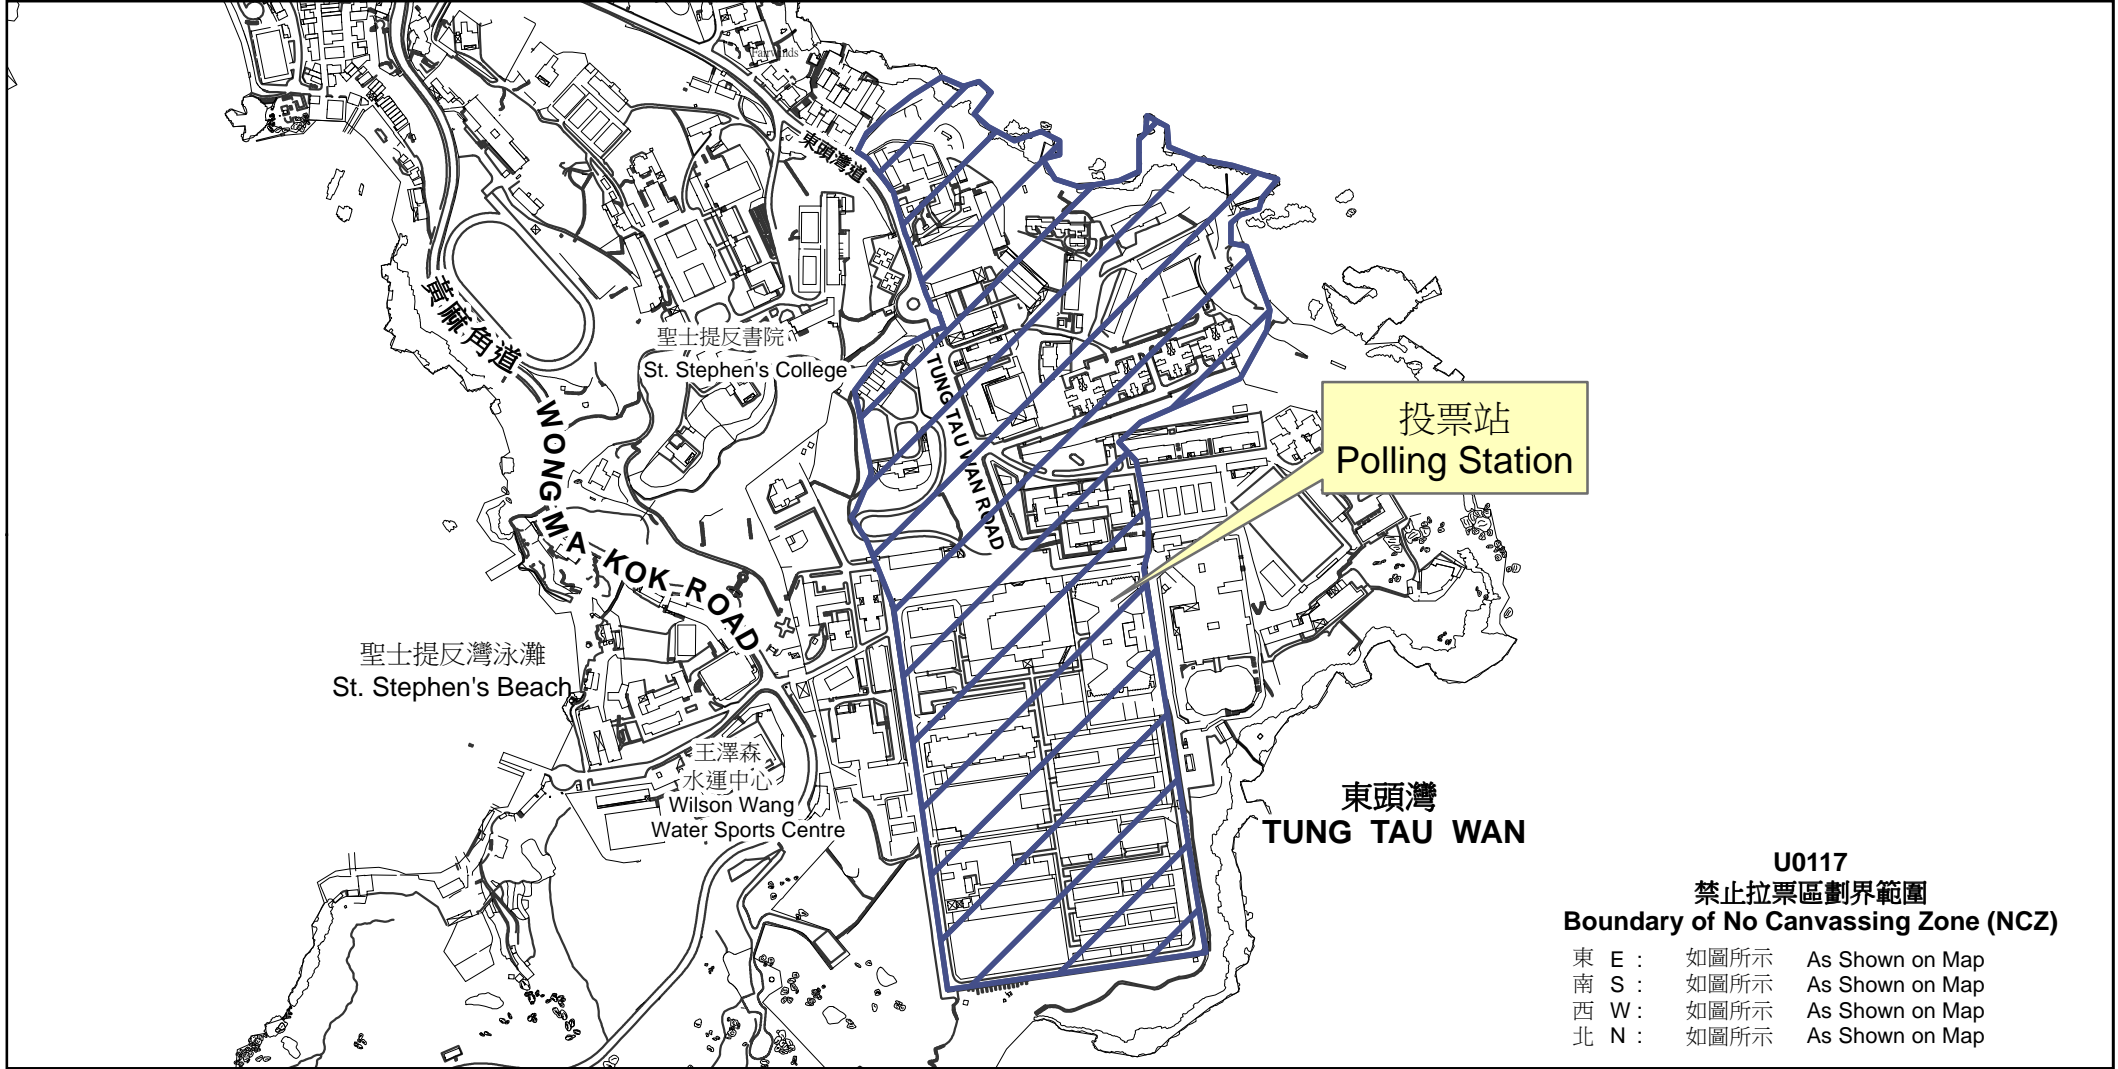 Fairwinds
東頭灣道
黃麻角道
聖士提反書院
St. Stephen's College
TUNG TAU WAN ROAD
投票站
Polling Station
WONG MA KOK ROAD
聖士提反灣泳灘
St. Stephen's Beach
王澤森
水運中心
Wilson Wang
Water Sports Centre
東頭灣
TUNG TAU WAN
U0117
禁止拉票區劃界範圍
Boundary of No Canvassing Zone (NCZ)
東 E : 如圖所示 As Shown on Map
南 S : 如圖所示 As Shown on Map
西 W : 如圖所示 As Shown on Map
北 N : 如圖所示 As Shown on Map